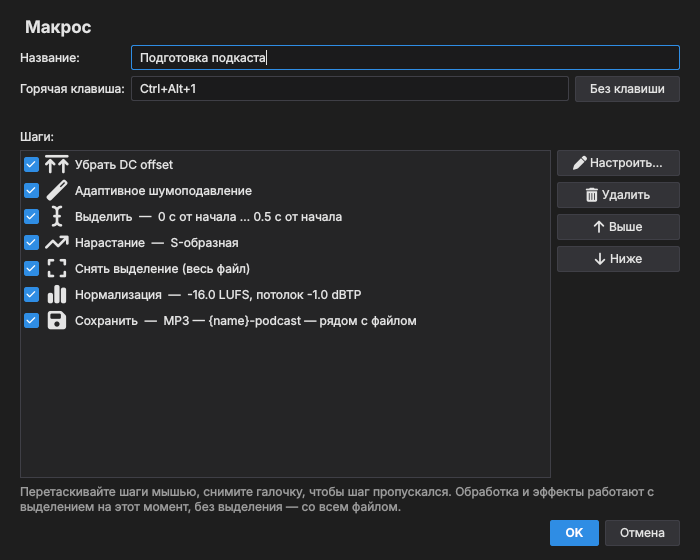 Макрос
Название:
Подготовка подкаста
Горячая клавиша:
Ctrl+Alt+1
Без клавиши
Шаги:
Убрать DC offset
Адаптивное шумоподавление
Выделить — 0 с от начала ... 0.5 с от начала
Нарастание — S-образная
Снять выделение (весь файл)
Нормализация — -16.0 LUFS, потолок -1.0 dBTP
Сохранить — MP3 — {name}-podcast — рядом с файлом
Настроить...
Удалить
Выше
Ниже
Перетаскивайте шаги мышью, снимите галочку, чтобы шаг пропускался. Обработка и эффекты работают с
выделением на этот момент, без выделения — со всем файлом.
OK
Отмена